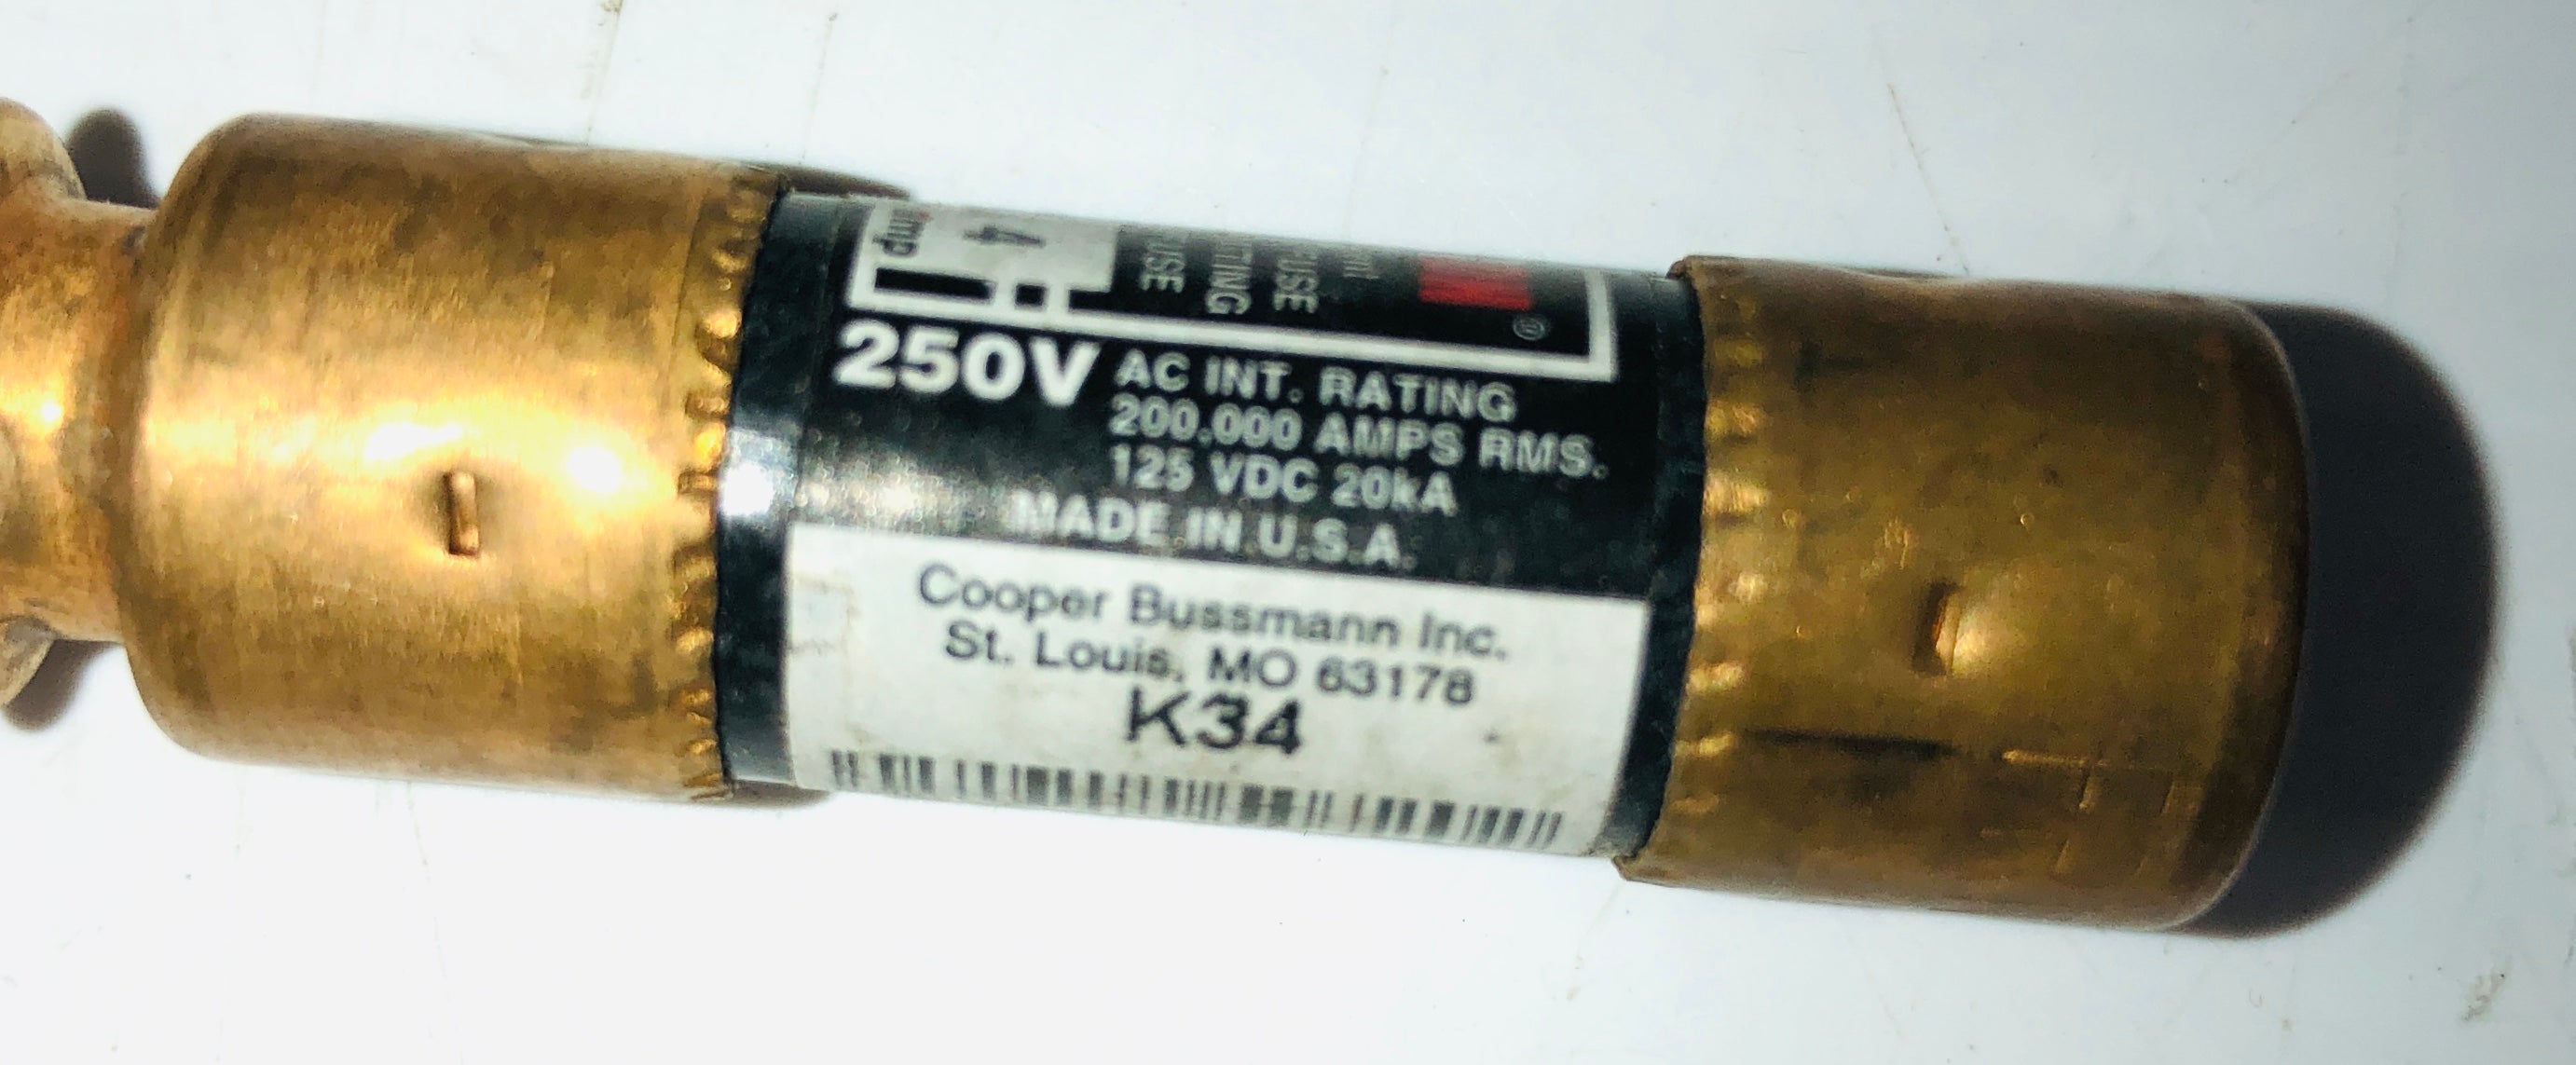 4
250V AC INT. RATING
200.000 AMPS RMS.
125 VDC 20kA
MADE IN U.S.A.
Cooper Bussmann Inc.
St. Louis, MO 63178
K34